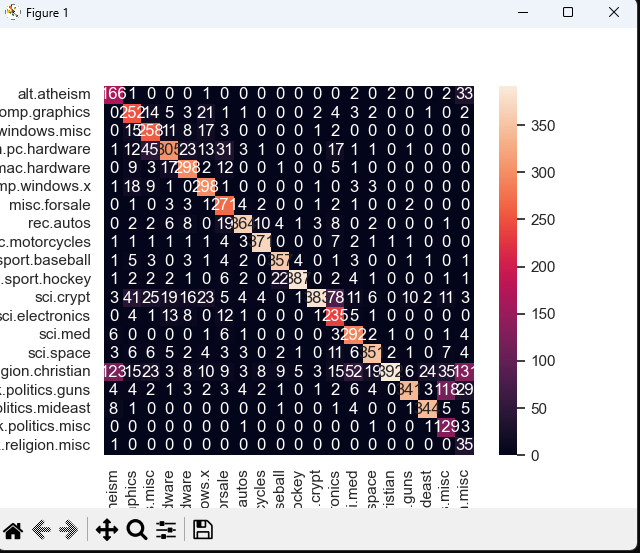 Figure 1
alt.atheism 166 1 0 0 0 1 0 0 0 0 0 0 0 2 0 2 0 0 2 33
omp.graphics 0 252 14 5 3 21 1 1 0 0 0 2 4 3 2 0 0 1 0 2
windows.misc 0 15 258 11 8 17 3 0 0 0 0 1 2 0 0 0 0 0 0 0
.pc.hardware 1 12 45 305 23 13 31 3 1 0 0 0 17 1 1 0 1 0 0 0
mac.hardware 0 9 3 17 298 2 12 0 0 1 0 0 5 1 0 0 0 0 0 0
mp.windows.x 1 18 9 1 0 298 1 0 0 0 0 1 0 3 3 0 0 0 0 0
misc.forsale 0 1 0 3 3 1 271 4 2 0 0 0 1 2 1 0 2 0 0
rec.autos 0 2 2 6 8 0 19 364 10 4 1 3 8 0 2 0 0 0 1 0
c.motorcycles 1 1 1 1 1 1 4 3 371 0 0 0 7 2 1 1 1 0 0 0
sport.baseball 1 5 3 0 3 1 4 2 0 357 4 0 1 3 0 0 1 1 0 1
.sport.hockey 1 2 2 2 1 0 6 2 0 22 387 0 2 4 1 0 0 0 1 0
sci.crypt 3 41 25 19 16 23 5 4 4 0 1 383 78 11 6 0 10 2 11 3
sci.electronics 0 4 1 13 8 0 12 1 0 0 0 0 235 5 1 0 0 0 0 0
sci.med 6 0 0 0 0 1 6 1 0 0 0 0 3 292 2 1 0 0 1 4
sci.space 3 6 6 5 2 4 3 3 0 2 1 0 11 6 351 2 1 0 7 4
gion.christian 123 15 23 3 8 10 9 3 8 9 5 3 15 52 19 392 6 24 35 131
k.politics.guns 4 4 2 1 3 2 3 4 2 1 0 1 2 6 4 0 341 3 118 29
olitics.mideast 8 1 0 0 0 0 0 1 0 0 0 0 1 4 0 0 1 344 5 5
k.politics.misc 0 0 0 0 0 0 0 1 0 0 0 0 0 0 0 0 0 1 129 3
k.religion.misc 1 0 0 0 0 0 0 0 0 0 0 0 0 0 0 0 0 0 0 35
350
300
250
200
150
100
50
0
heism
phics
s.misc
dware
dware
ows.x
rsale
autos
cycles
seball
ockey
.crypt
ronics
i.med
space
ristian
.guns
deast
s.misc
n.misc